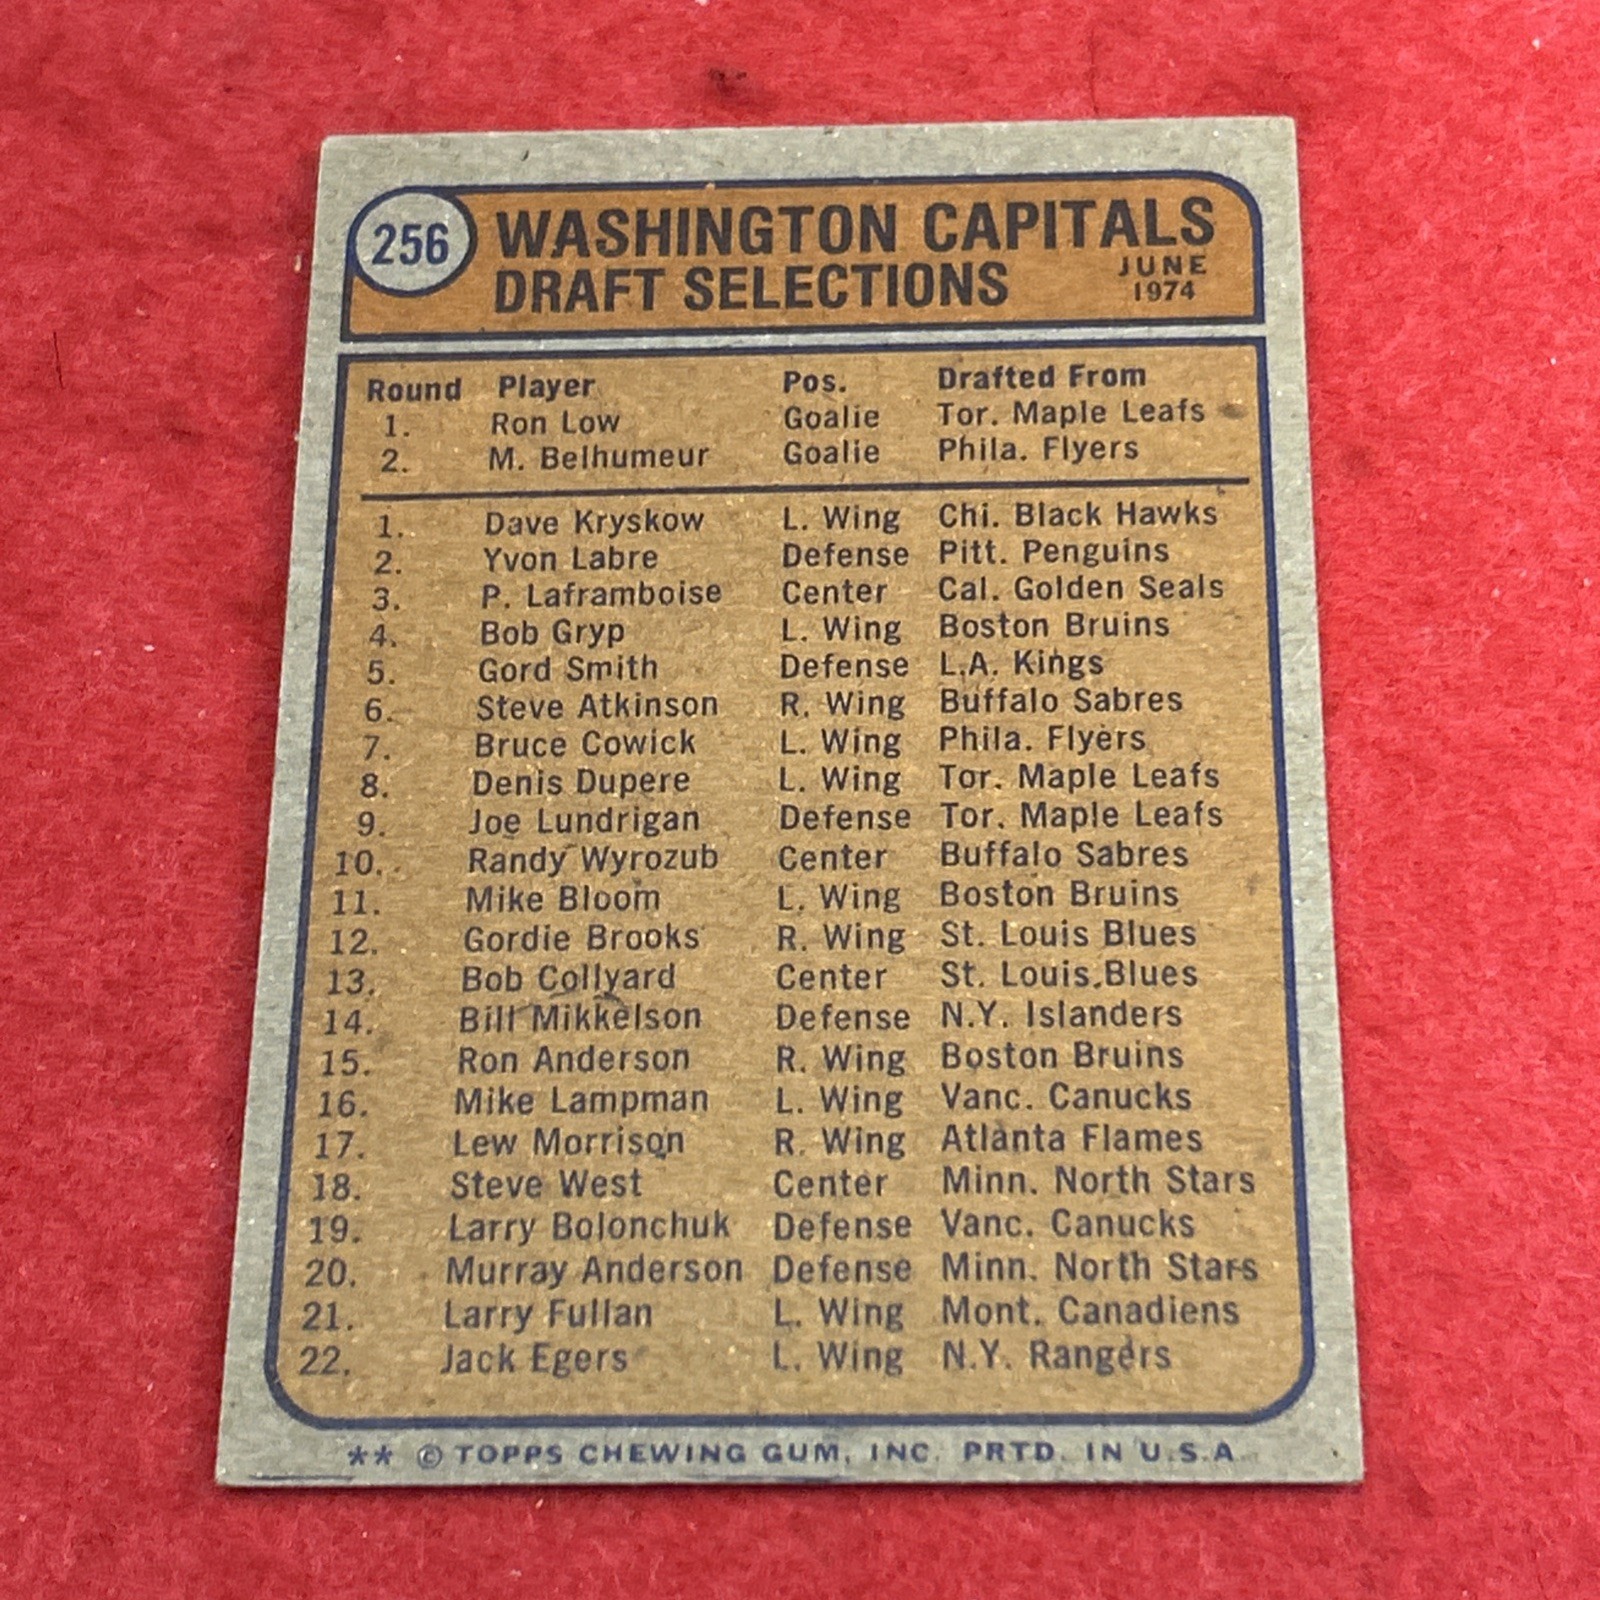 256 WASHINGTON CAPITALS
DRAFT SELECTIONS JUNE 1974
Round Player Pos. Drafted From
1. Ron Low Goalie Tor. Maple Leafs
2. M. Belhumeur Goalie Phila. Flyers
1. Dave Kryskow L. Wing Chi. Black Hawks
2. Yvon Labre Defense Pitt. Penguins
3. P. Laframboise Center Cal. Golden Seals
4. Bob Gryp L. Wing Boston Bruins
5. Gord Smith Defense L.A. Kings
6. Steve Atkinson R. Wing Buffalo Sabres
7. Bruce Cowick L. Wing Phila. Flyers
8. Denis Dupere L. Wing Tor. Maple Leafs
9. Joe Lundrigan Defense Tor. Maple Leafs
10. Randy Wyrozub Center Buffalo Sabres
11. Mike Bloom L. Wing Boston Bruins
12. Gordie Brooks R. Wing St. Louis Blues
13. Bob Collyard Center St. Louis Blues
14. Bill Mikkelson Defense N.Y. Islanders
15. Ron Anderson R. Wing Boston Bruins
16. Mike Lampman L. Wing Vanc. Canucks
17. Lew Morrison R. Wing Atlanta Flames
18. Steve West Center Minn. North Stars
19. Larry Bolonchuk Defense Vanc. Canucks
20. Murray Anderson Defense Minn. North Stars
21. Larry Fullan L. Wing Mont. Canadiens
22. Jack Egers L. Wing N.Y. Rangers
** © TOPPS CHEWING GUM, INC. PRTD. IN U.S.A.